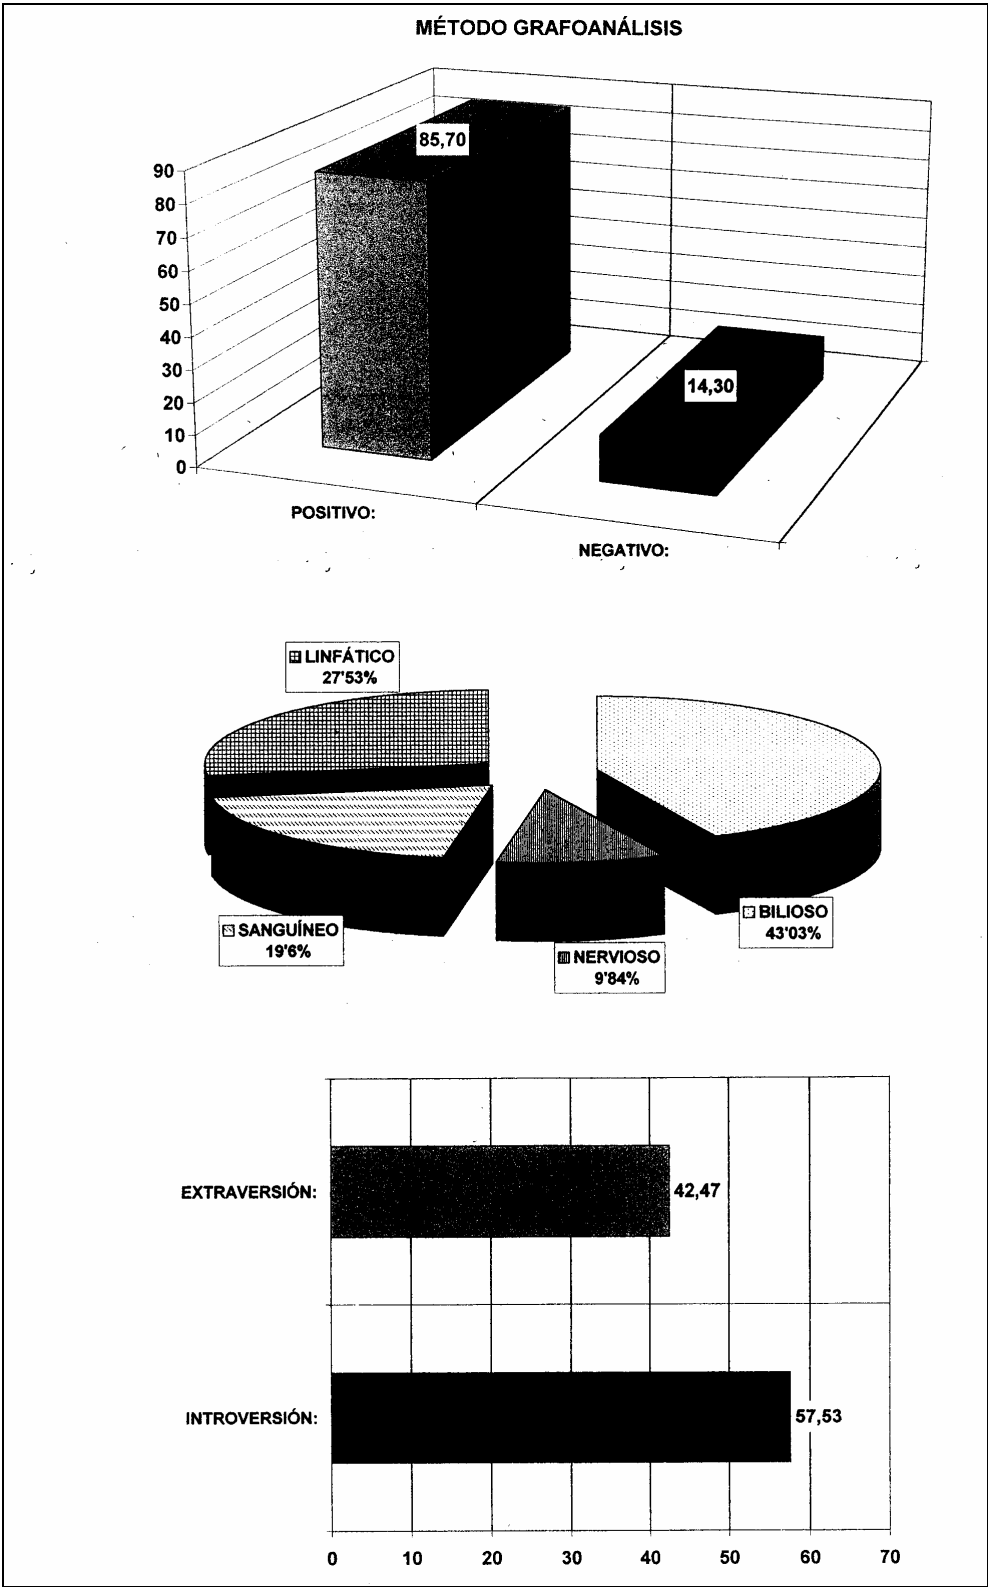 MÉTODO GRAFOANÁLISIS
85,70
90
80
70
60
50
40
30
20
10
0
14,30
POSITIVO:
NEGATIVO:
LINFÁTICO
27'53%
SANGUÍNEO
19'6%
NERVIOSO
9'84%
BILIOSO
43'03%
EXTRAVERSIÓN:
42,47
INTROVERSIÓN:
57,53
0 10 20 30 40 50 60 70